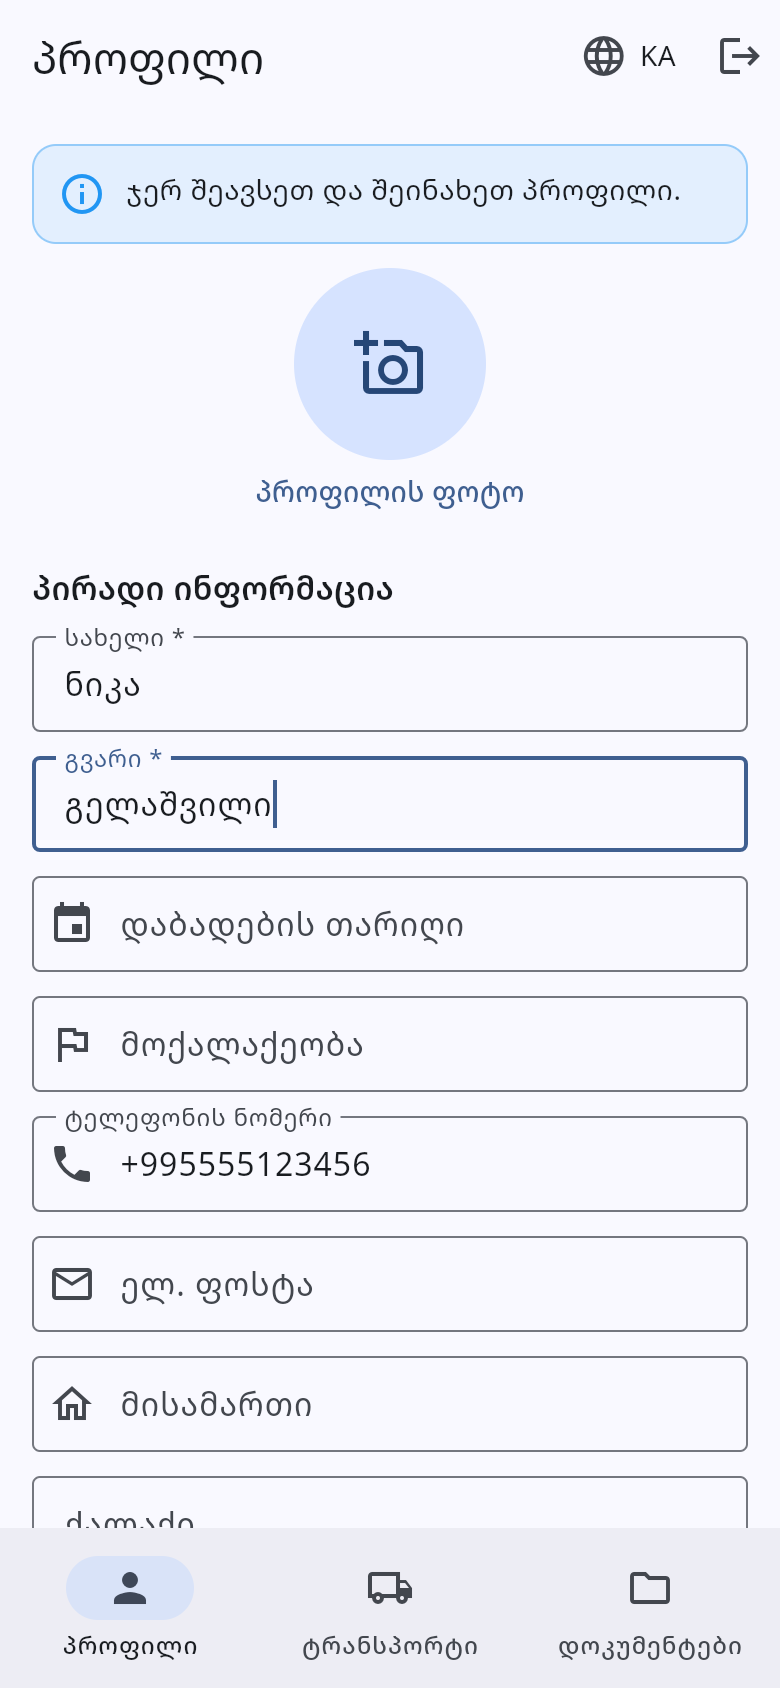 პროფილი
KA
ჯერ შეავსეთ და შეინახეთ პროფილი.
პროფილის ფოტო
პირადი ინფორმაცია
სახელი *
ნიკა
გვარი *
გელაშვილი
დაბადების თარიღი
მოქალაქეობა
ტელეფონის ნომერი
+995555123456
ელ. ფოსტა
მისამართი
ქალაქი
პროფილი
ტრანსპორტი
დოკუმენტები